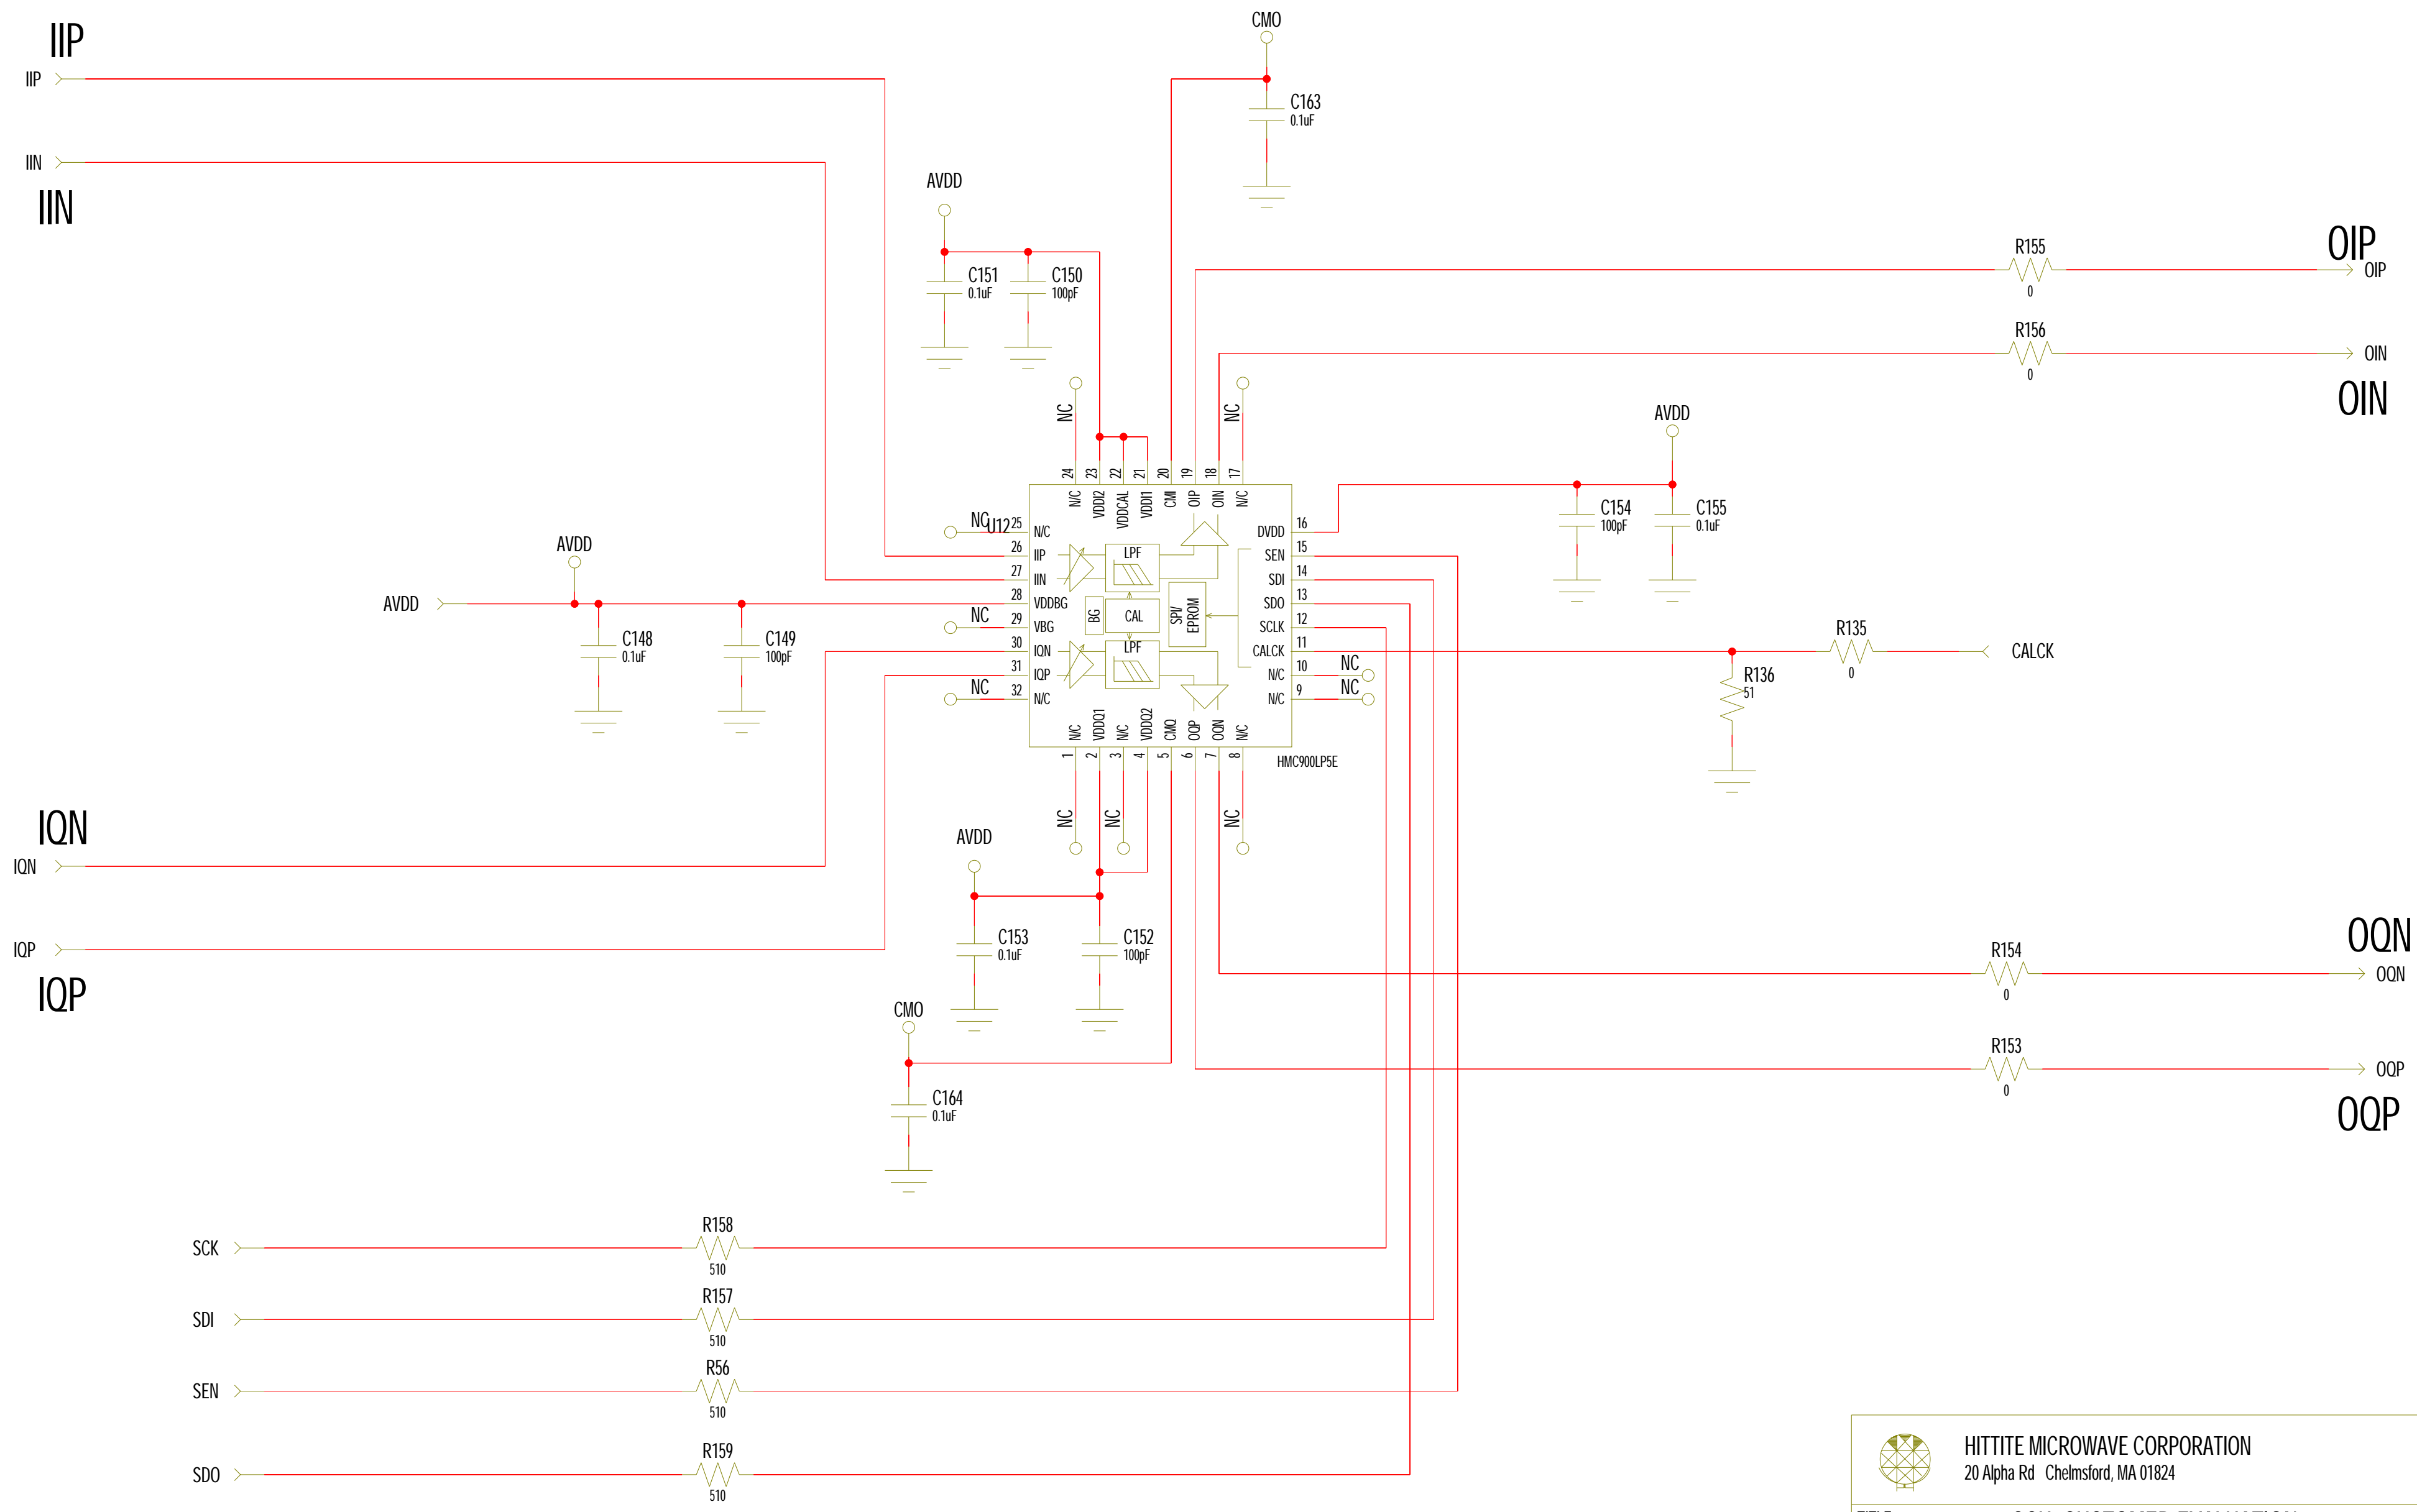 CMO
IIP
IIP
C163
0.1uF
IIN
IIN
AVDD
C151
0.1uF
C150
100pF
R155
0
OIP
OIP
R156
0
OIN
OIN
NC
NC
AVDD
C154
100pF
C155
0.1uF
24
23
22
21
20
19
18
17
N/C
VDDI2
VDDCAL
VDDI1
CMI
OIP
OIN
N/C
NC
U12
25
N/C
26
IIP
27
IIN
28
VDDBG
NC
29
VBG
30
IQN
31
IQP
NC
32
N/C
LPF
BG
CAL
SPI/
EPROM
LPF
DVDD
16
SEN
15
SDI
14
SDO
13
SCLK
12
CALCK
11
N/C
10
NC
N/C
9
NC
AVDD
AVDD
C148
0.1uF
C149
100pF
R135
0
CALCK
R136
51
N/C
VDDQ1
N/C
VDDQ2
CMQ
OQP
OQN
N/C
1
2
3
4
5
6
7
8
HMC900LP5E
NC
NC
NC
IQN
IQN
AVDD
IQP
IQP
C153
0.1uF
C152
100pF
R154
0
OQN
OQN
CMO
C164
0.1uF
R153
0
OQP
OQP
SCK
R158
510
SDI
R157
510
SEN
R56
510
SDO
R159
510
HITTITE MICROWAVE CORPORATION
20 Alpha Rd Chelmsford, MA 01824